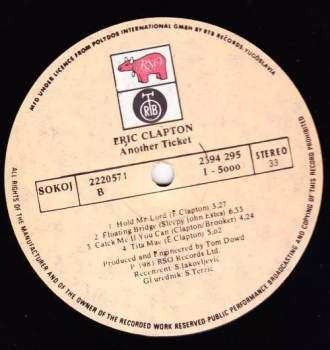 MFD UNDER LICENCE FROM POLYDOR INTERNATIONAL GMBH BY RTB RECORDS, YUGOSLAVIA
RSO
RTB
ERIC CLAPTON
Another Ticket
SOKOJ
2220571
B
2394 295
1 - 5000
STEREO
33
1. Hold Me Lord (E.Clapton) 3,27
2. Floating Bridge (Sleepy John Estes) 6,33
3. Catch Me If You Can (Clapton/Brooker) 4,24
4. Tita Mae (E.Clapton) 5,02
Produced and Engineered by Tom Dowd
P 1981 RSO Records Ltd.
Recenzent: S.Jakovljević
Gl urednik: S.Terzić
ALL RIGHTS OF THE MANUFACTURER AND OF THE OWNER OF THE RECORDED WORK RESERVED-PUBLIC PERFORMANCE BROADCASTING AND COPYING OF THIS RECORD PROHIBITED